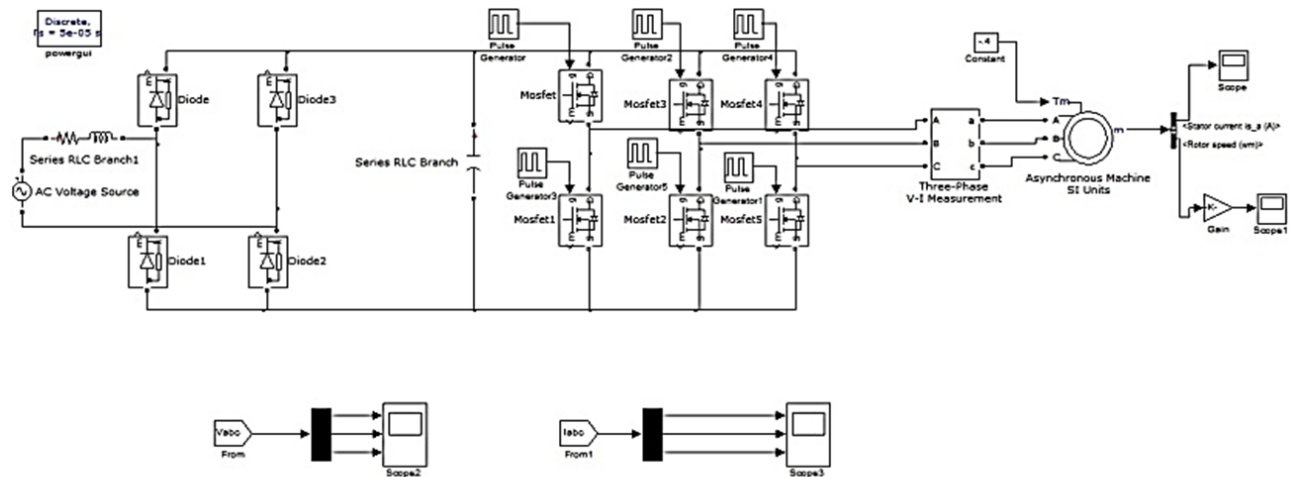 Discrete,
Ts = 5e-05 s
powergui
Pulse
Generator
Pulse
Generator2
Pulse
Generator4
-.4
Constant
Scope
Diode
Diode3
Mosfet
Mosfet3
Mosfet4
Tm
A
B
C
m
A
B
C
a
b
c
<Stator current is_a (A)>
<Rotor speed (wm)>
Series RLC Branch1
Series RLC Branch
AC Voltage Source
Pulse
Generator3
Pulse
Generator5
Pulse
Generator1
Three-Phase
V-I Measurement
Asynchronous Machine
SI Units
Mosfet1
Mosfet2
Mosfet5
K-
Gain
Scope1
Diode1
Diode2
Vabc
From
Scope2
Iabc
From1
Scope3